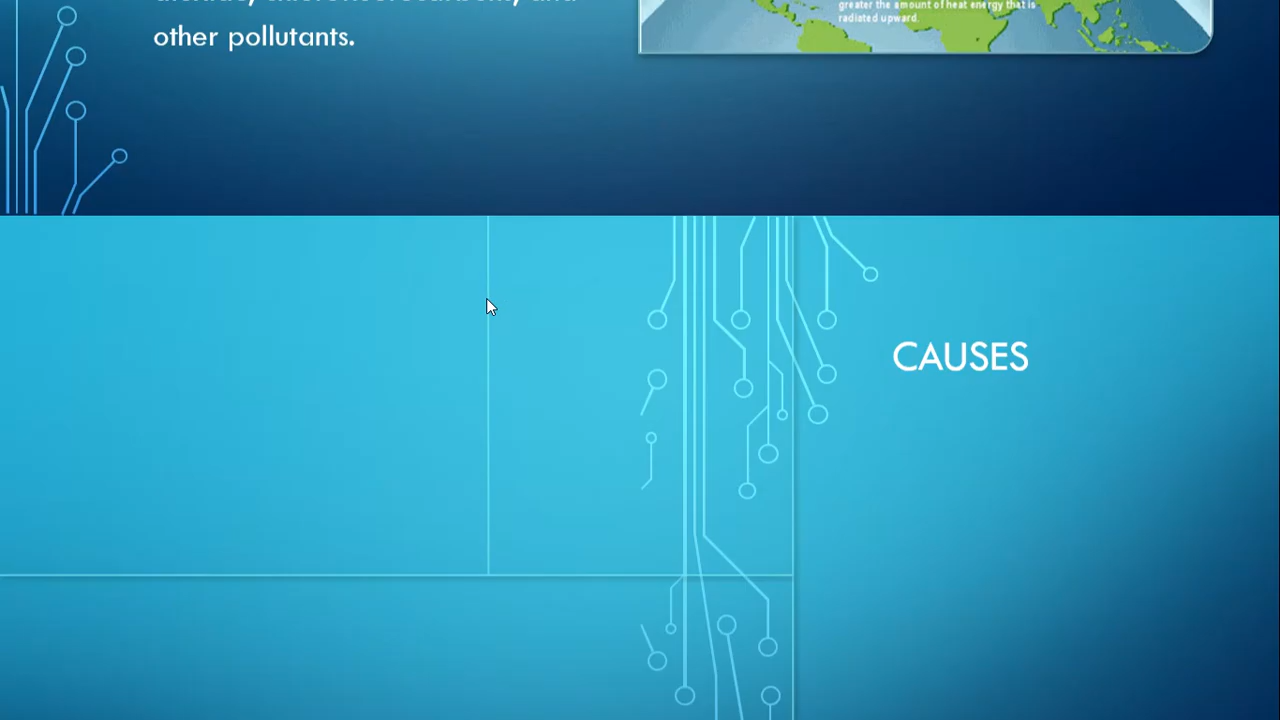 other pollutants.
greater the amount of heat energy that is
radiated upward.
CAUSES